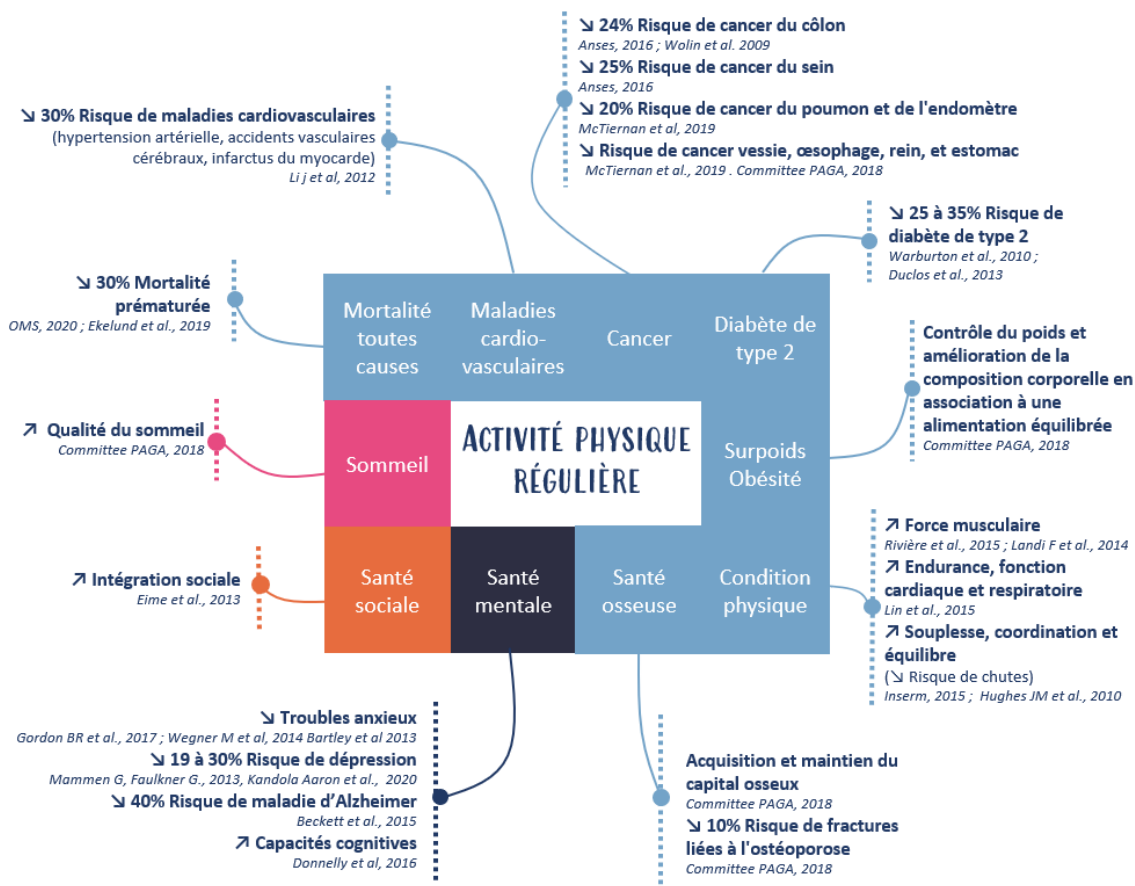 ↘ 24% Risque de cancer du côlon
Anses, 2016 ; Wolin et al. 2009
↘ 25% Risque de cancer du sein
Anses, 2016
↘ 20% Risque de cancer du poumon et de l'endomètre
McTiernan et al, 2019
↘ Risque de cancer vessie, œsophage, rein, et estomac
McTiernan et al., 2019 . Committee PAGA, 2018
↘ 30% Risque de maladies cardiovasculaires
(hypertension artérielle, accidents vasculaires
cérébraux, infarctus du myocarde)
Li j et al, 2012
↘ 25 à 35% Risque de
diabète de type 2
Warburton et al., 2010 ;
Duclos et al., 2013
↘ 30% Mortalité
prématurée
OMS, 2020 ; Ekelund et al., 2019
Mortalité
toutes
causes
Maladies
cardio-
vasculaires
Cancer
Diabète de
type 2
Contrôle du poids et
amélioration de la
composition corporelle en
association à une
alimentation équilibrée
Committee PAGA, 2018
↗ Qualité du sommeil
Committee PAGA, 2018
Sommeil
ACTIVITÉ PHYSIQUE
RÉGULIÈRE
Surpoids
Obésité
↗ Intégration sociale
Eime et al., 2013
Santé
sociale
Santé
mentale
Santé
osseuse
Condition
physique
↗ Force musculaire
Rivière et al., 2015 ; Landi F et al., 2014
↗ Endurance, fonction
cardiaque et respiratoire
Lin et al., 2015
↗ Souplesse, coordination et
équilibre
(↘ Risque de chutes)
Inserm, 2015 ; Hughes JM et al., 2010
↘ Troubles anxieux
Gordon BR et al., 2017 ; Wegner M et al, 2014 Bartley et al 2013
↘ 19 à 30% Risque de dépression
Mammen G, Faulkner G., 2013, Kandola Aaron et al., 2020
↘ 40% Risque de maladie d’Alzheimer
Beckett et al., 2015
↗ Capacités cognitives
Donnelly et al, 2016
Acquisition et maintien du
capital osseux
Committee PAGA, 2018
↘ 10% Risque de fractures
liées à l'ostéoporose
Committee PAGA, 2018